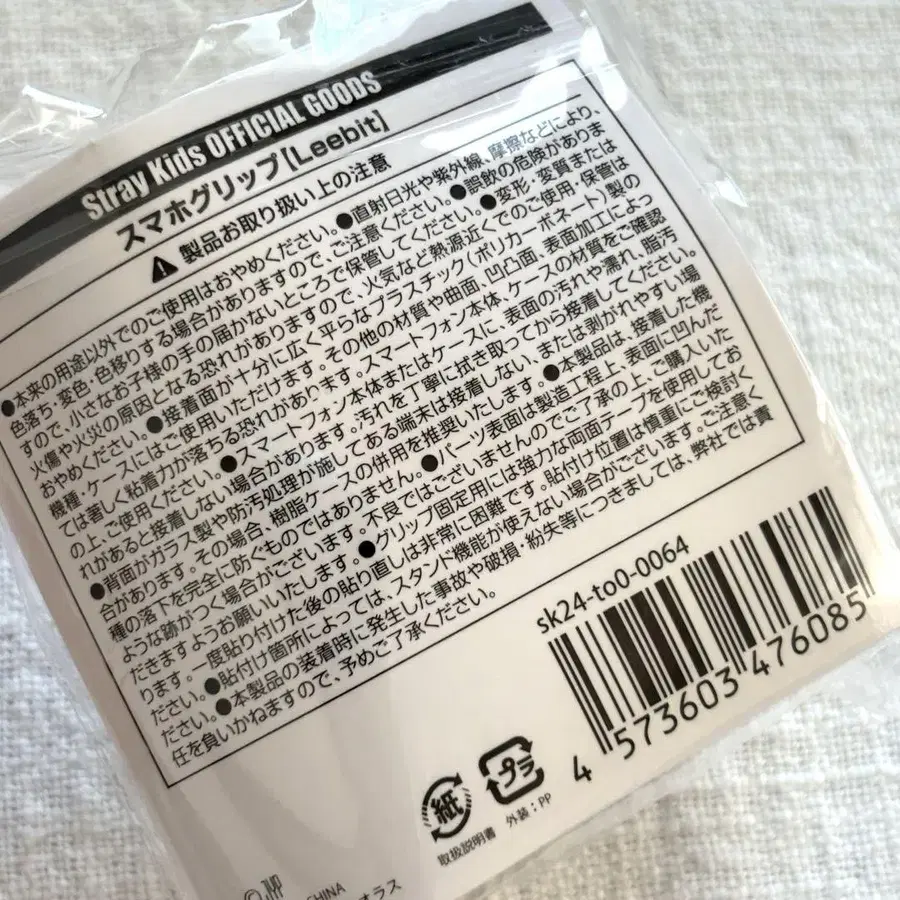 Stray Kids OFFICIAL GOODS
スマホグリップ【Leebit】
製品お取り扱い上の注意
●本来の用途以外でのご使用はおやめください。●直射日光や紫外線、摩擦などにより、
色落ち・変色・色移りする場合がありますので、ご注意ください。●誤飲の危険がありま
すので、小さなお子様の手の届かないところで保管してください。●変形・変質または
火傷や火災の原因となる恐れがありますので、火気など熱源近くでのご使用・保管は
おやめください。●接着面が十分に広く平らなプラスチック(ポリカーボネート)製の
機種・ケースにはご使用いただけます。その他の材質や曲面、凹凸面、表面加工によっ
ては著しく粘着力が落ちる恐れがあります。スマートフォン本体、ケースの材質をご確認
の上、ご使用ください。●スマートフォン本体またはケースに、表面の汚れや濡れ、脂汚
れがあると接着しない場合があります。汚れを丁寧に拭き取ってから接着してください。
●背面がガラス製や防汚処理が施してある端末は接着しない、または剥がれやすい場
合があります。その場合、樹脂ケースの併用を推奨いたします。●本製品は、接着した機
種の落下を完全に防ぐものではありません。●パーツ表面は製造工程上、表面に凹んだ
ような跡がつく場合がございます。不良ではございませんのでご了承の上、ご購入いた
だきますようお願いいたします。●グリップ固定用には強力な両面テープを使用してお
ります。一度貼り付けた後の貼り直しは非常に困難です。貼付け位置は慎重にご検討く
ださい。●貼付け箇所によっては、スタンド機能が使えない場合がございます。ご注意く
ださい。●本製品の装着時に発生した事故や破損・紛失等につきましては、弊社では責
任を負いかねますので、予めご了承ください。
sk24-to0-0064
4 573603 476085
紙
プラ
取扱説明書
外装：PP
© JYP
CHINA
オラス